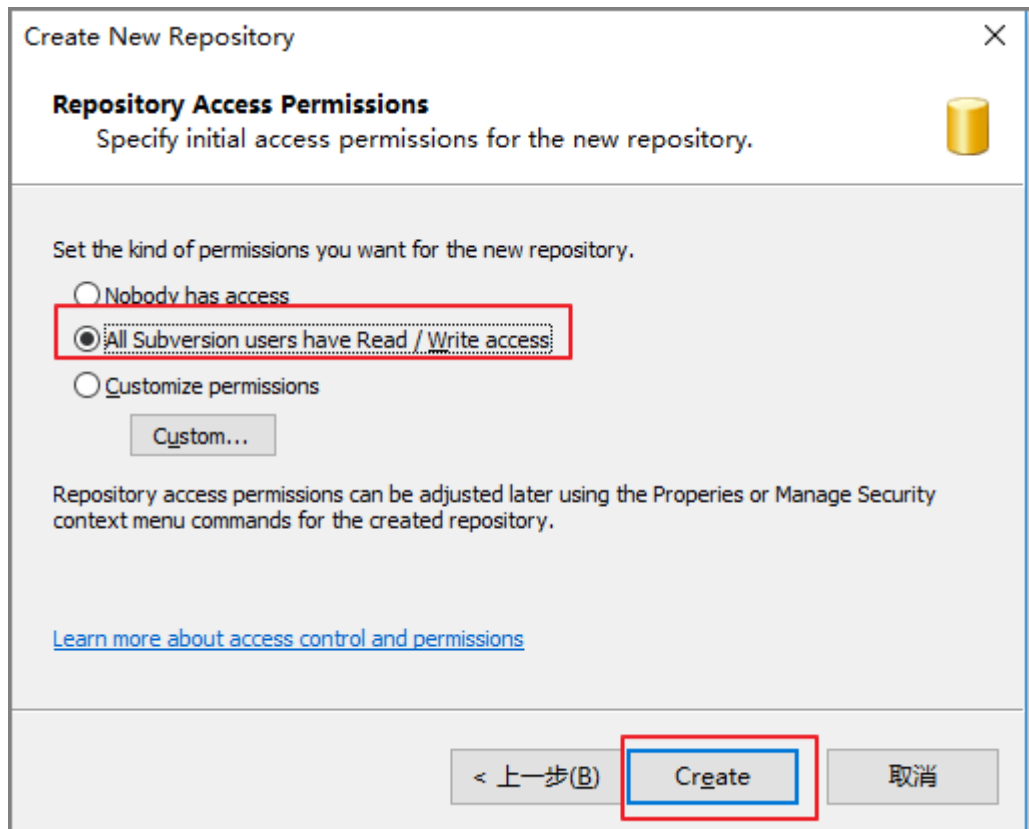 Create New Repository
Repository Access Permissions
Specify initial access permissions for the new repository.
Set the kind of permissions you want for the new repository.
Nobody has access
All Subversion users have Read / Write access
Customize permissions
Custom...
Repository access permissions can be adjusted later using the Properies or Manage Security
context menu commands for the created repository.
Learn more about access control and permissions
< 上一步(B)
Create
取消